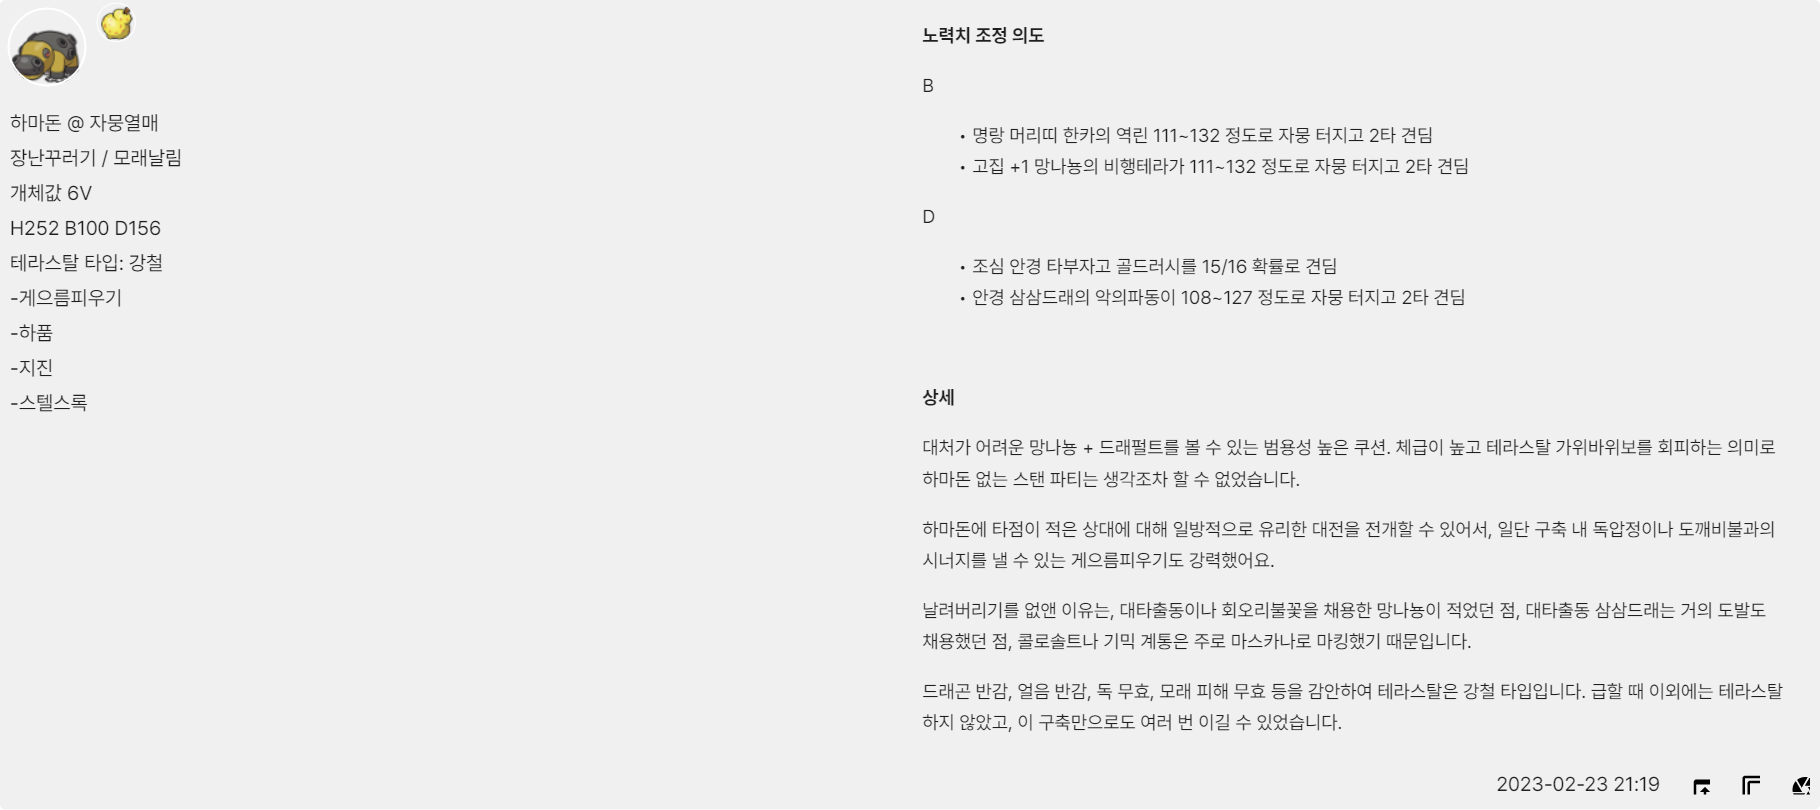 하마돈 @ 자뭉열매
장난꾸러기 / 모래날림
개체값 6V
H252 B100 D156
테라스탈 타입: 강철
-게으름피우기
-하품
-지진
-스텔스록
노력치 조정 의도
B
• 명랑 머리띠 한카의 역린 111~132 정도로 자뭉 터지고 2타 견딤
• 고집 +1 망나뇽의 비행테라가 111~132 정도로 자뭉 터지고 2타 견딤
D
• 조심 안경 타부자고 골드러시를 15/16 확률로 견딤
• 안경 삼삼드래의 악의파동이 108~127 정도로 자뭉 터지고 2타 견딤
상세
대처가 어려운 망나뇽 + 드래펄트를 볼 수 있는 범용성 높은 쿠션. 체급이 높고 테라스탈 가위바위보를 회피하는 의미로
하마돈 없는 스탠 파티는 생각조차 할 수 없었습니다.
하마돈에 타점이 적은 상대에 대해 일방적으로 유리한 대전을 전개할 수 있어서, 일단 구축 내 독압정이나 도깨비불과의
시너지를 낼 수 있는 게으름피우기도 강력했어요.
날려버리기를 없앤 이유는, 대타출동이나 회오리불꽃을 채용한 망나뇽이 적었던 점, 대타출동 삼삼드래는 거의 도발도
채용했던 점, 콜로솔트나 기믹 계통은 주로 마스카나로 마킹했기 때문입니다.
드래곤 반감, 얼음 반감, 독 무효, 모래 피해 무효 등을 감안하여 테라스탈은 강철 타입입니다. 급할 때 이외에는 테라스탈
하지 않았고, 이 구축만으로도 여러 번 이길 수 있었습니다.
2023-02-23 21:19